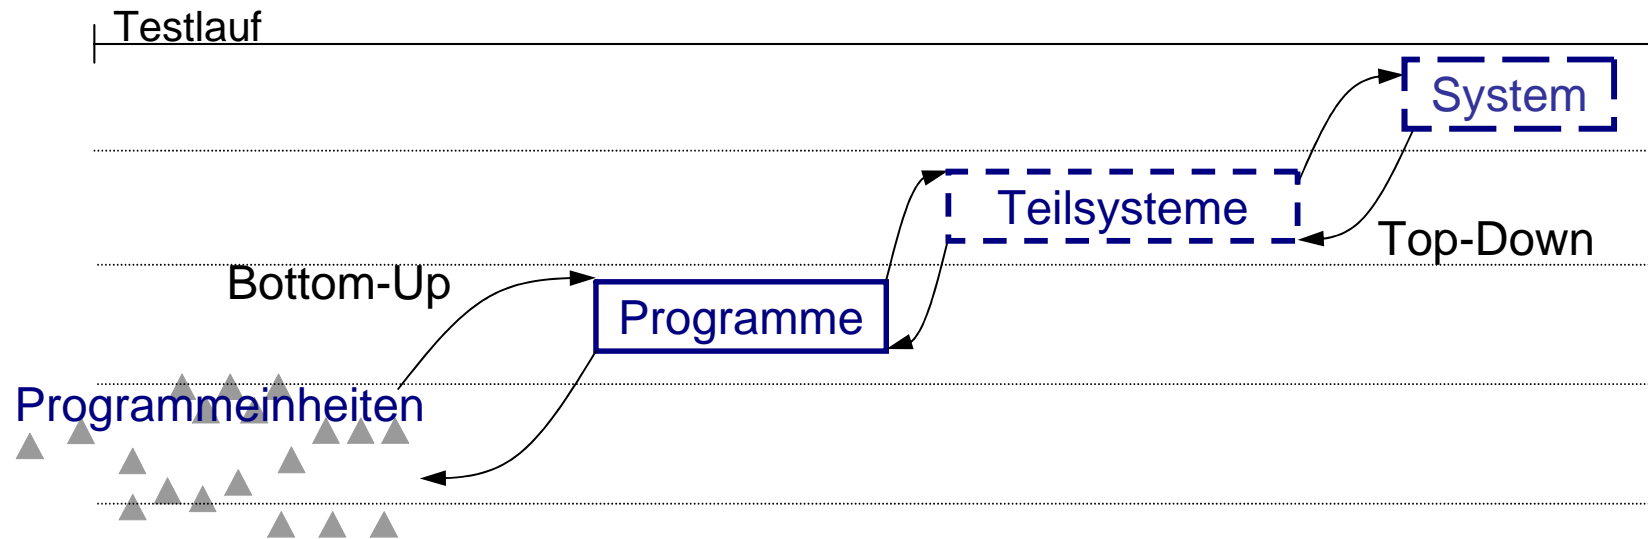 Testlauf
System
Teilsysteme
Top-Down
Bottom-Up
Programme
Programmeinheiten